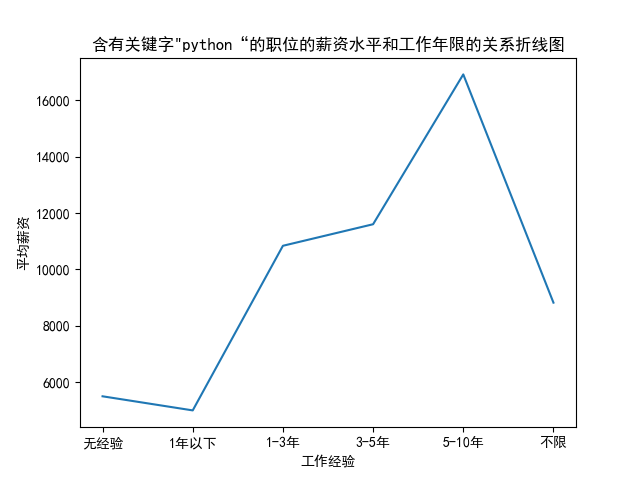 含有关键字"python“的职位的薪资水平和工作年限的关系折线图
16000
14000
12000
10000
8000
6000
平均薪资
无经验
1年以下
1-3年
3-5年
5-10年
不限
工作经验